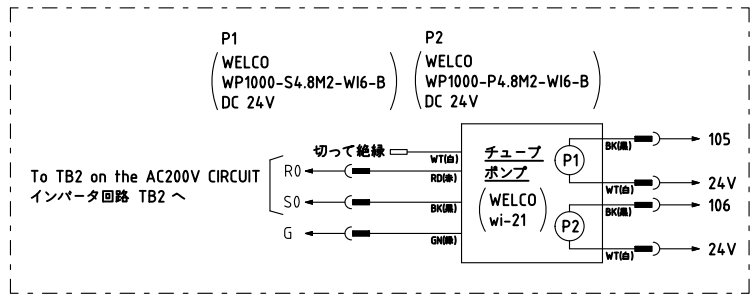 P1
WELCO
WP1000-S4.8M2-WI6-B
DC 24V
P2
WELCO
WP1000-P4.8M2-WI6-B
DC 24V
To TB2 on the AC200V CIRCUIT
インバータ回路 TB2 へ
切って絶縁
R0
S0
G
WT(白)
RD(赤)
BK(黒)
GN(緑)
チューブ
ポンプ
WELCO
wi-21
P1
P2
BK(黒)
105
WT(白)
24V
BK(黒)
106
WT(白)
24V